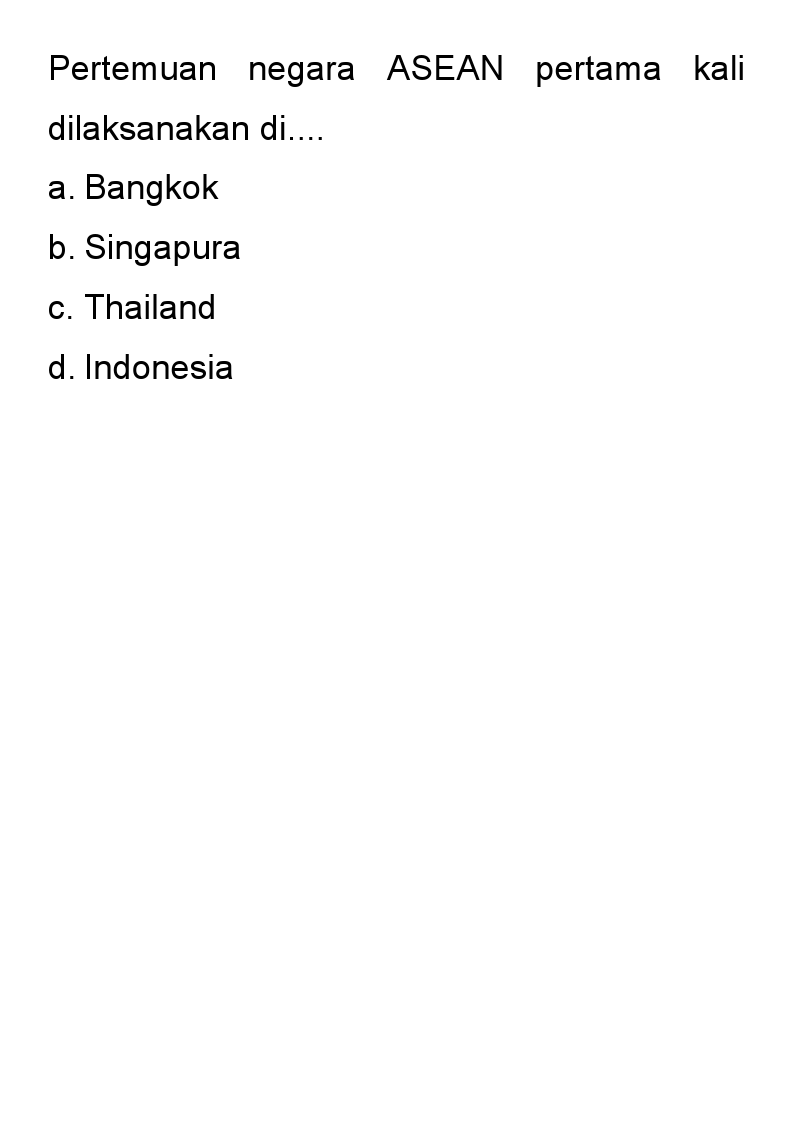 Pertemuan negara ASEAN pertama kali
dilaksanakan di....
a. Bangkok
b. Singapura
c. Thailand
d. Indonesia